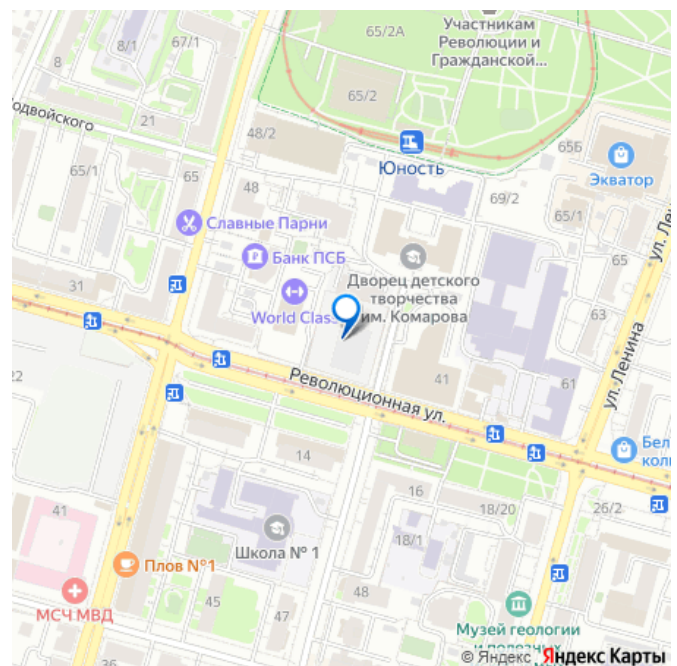 65/2А
Участникам
Революции и
Гражданской...
67/1
8/1
8
65/2
одвойского
21
48/2
Юность
65Б
Экватор
65/1
65
48
69/2
65/1
Славные Парни
Банк ПСБ
Дворец детского
творчества
им. Комарова
65
ул. Ленина
31
World Class
63
22
Революционная ул.
41
61
ул. Ленина
14
Бел
кол
16
18/20
26/2
41
Школа № 1
18/1
Плов №1
МСЧ МВД
45
47
48
Музей геологии
и полезных
36
© Яндекс Яндекс Карты